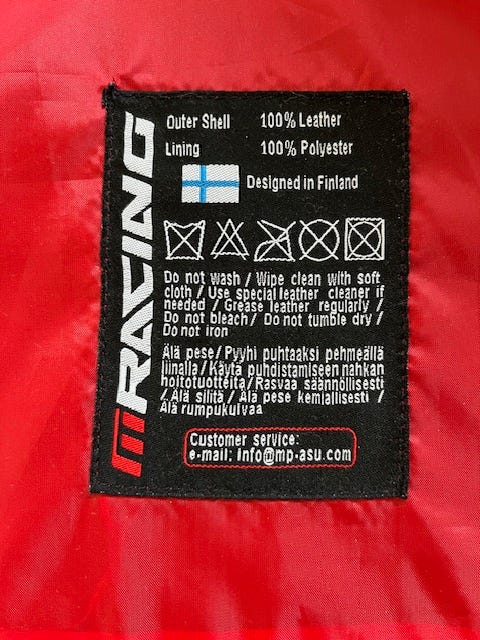 RACING
Outer Shell 100% Leather
Lining 100% Polyester
Designed in Finland
Do not wash / Wipe clean with soft
cloth / Use special leather cleaner if
needed / Grease leather regularly /
Do not bleach / Do not tumble dry /
Do not iron
Älä pese/ Pyyhi puhtaaksi pehmeällä
liinalla / Käytä puhdistamiseen nahkan
hoitotuotteita / Rasvaa säännöllisesti
/ Älä silitä / Älä pese kemiallisesti /
Älä rumpukuivaa
Customer service:
e-mail: info@mp-asu.com